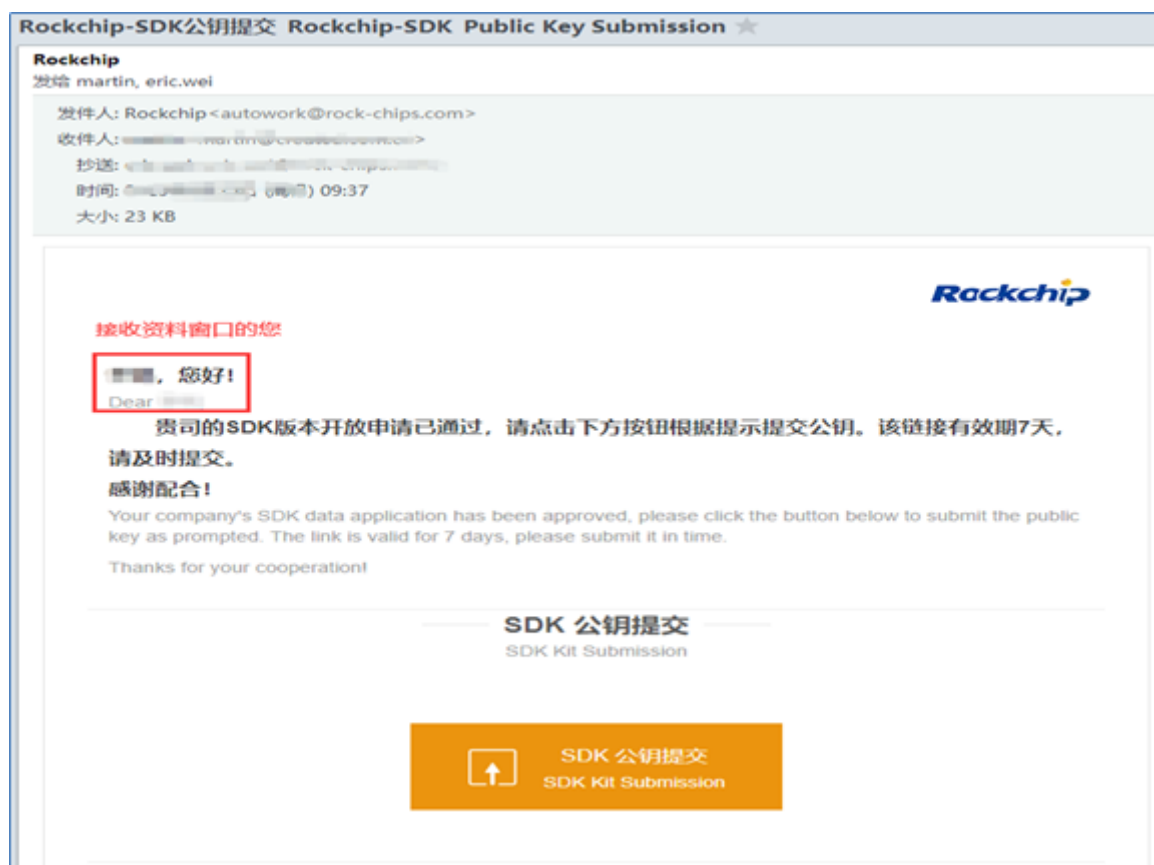 Rockchip-SDK公钥提交 Rockchip-SDK Public Key Submission
Rockchip
发给 martin, eric.wei
发件人: Rockchip<autowork@rock-chips.com>
收件人:
抄送:
时间: 09:37
大小: 23 KB
Rockchip
接收资料窗口的您
，您好!
Dear
贵司的SDK版本开放申请已通过，请点击下方按钮根据提示提交公钥。该链接有效期7天，
请及时提交。
感谢配合!
Your company's SDK data application has been approved, please click the button below to submit the public
key as prompted. The link is valid for 7 days, please submit it in time.
Thanks for your cooperation!
SDK 公钥提交
SDK Kit Submission
SDK 公钥提交
SDK Kit Submission